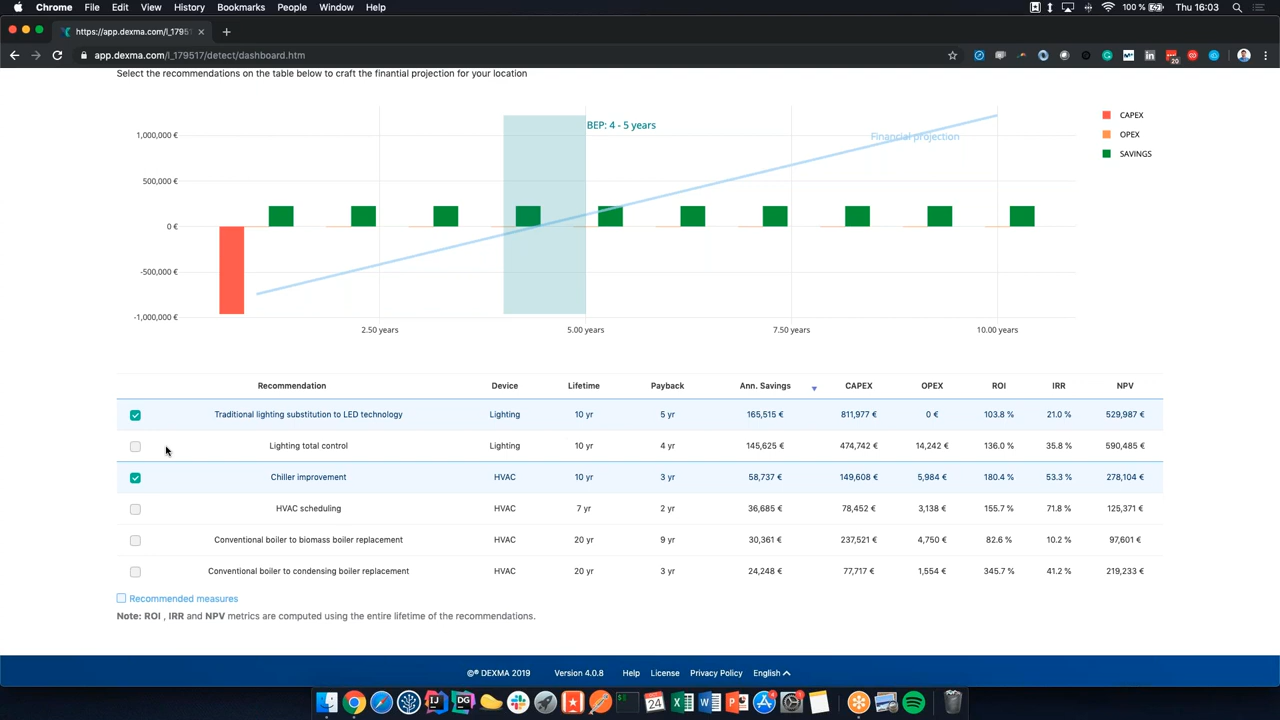 Chrome File Edit View History Bookmarks People Window Help 100 % Thu 16:03
https://app.dexma.com/l_17951
app.dexma.com/l_179517/detect/dashboard.htm
20
Select the recommendations on the table below to craft the finantial projection for your location
BEP: 4 - 5 years
Financial projection
CAPEX
OPEX
SAVINGS
1,000,000 €
500,000 €
0 €
-500,000 €
-1,000,000 €
2.50 years 5.00 years 7.50 years 10.00 years
Recommendation Device Lifetime Payback Ann. Savings CAPEX OPEX ROI IRR NPV
Traditional lighting substitution to LED technology Lighting 10 yr 5 yr 165,515 € 811,977 € 0 € 103.8 % 21.0 % 529,987 €
Lighting total control Lighting 10 yr 4 yr 145,625 € 474,742 € 14,242 € 136.0 % 35.8 % 590,485 €
Chiller improvement HVAC 10 yr 3 yr 58,737 € 149,608 € 5,984 € 180.4 % 53.3 % 278,104 €
HVAC scheduling HVAC 7 yr 2 yr 36,685 € 78,452 € 3,138 € 155.7 % 71.8 % 125,371 €
Conventional boiler to biomass boiler replacement HVAC 20 yr 9 yr 30,361 € 237,521 € 4,750 € 82.6 % 10.2 % 97,601 €
Conventional boiler to condensing boiler replacement HVAC 20 yr 3 yr 24,248 € 77,717 € 1,554 € 345.7 % 41.2 % 219,233 €
Recommended measures
Note: ROI , IRR and NPV metrics are computed using the entire lifetime of the recommendations.
©® DEXMA 2019 Version 4.0.8 Help License Privacy Policy English